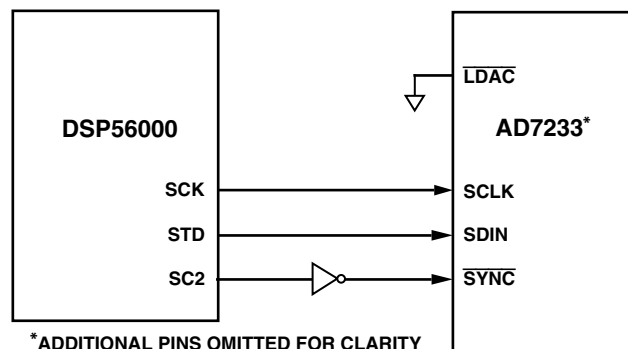 LDAC
DSP56000
AD7233*
SCK
SCLK
STD
SDIN
SC2
SYNC
*ADDITIONAL PINS OMITTED FOR CLARITY